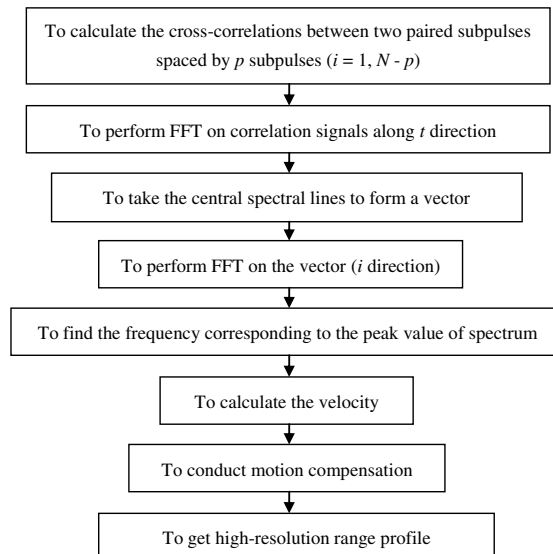 To calculate the cross-correlations between two paired subpulses
spaced by p subpulses (i = 1, N - p)
To perform FFT on correlation signals along t direction
To take the central spectral lines to form a vector
To perform FFT on the vector (i direction)
To find the frequency corresponding to the peak value of spectrum
To calculate the velocity
To conduct motion compensation
To get high-resolution range profile